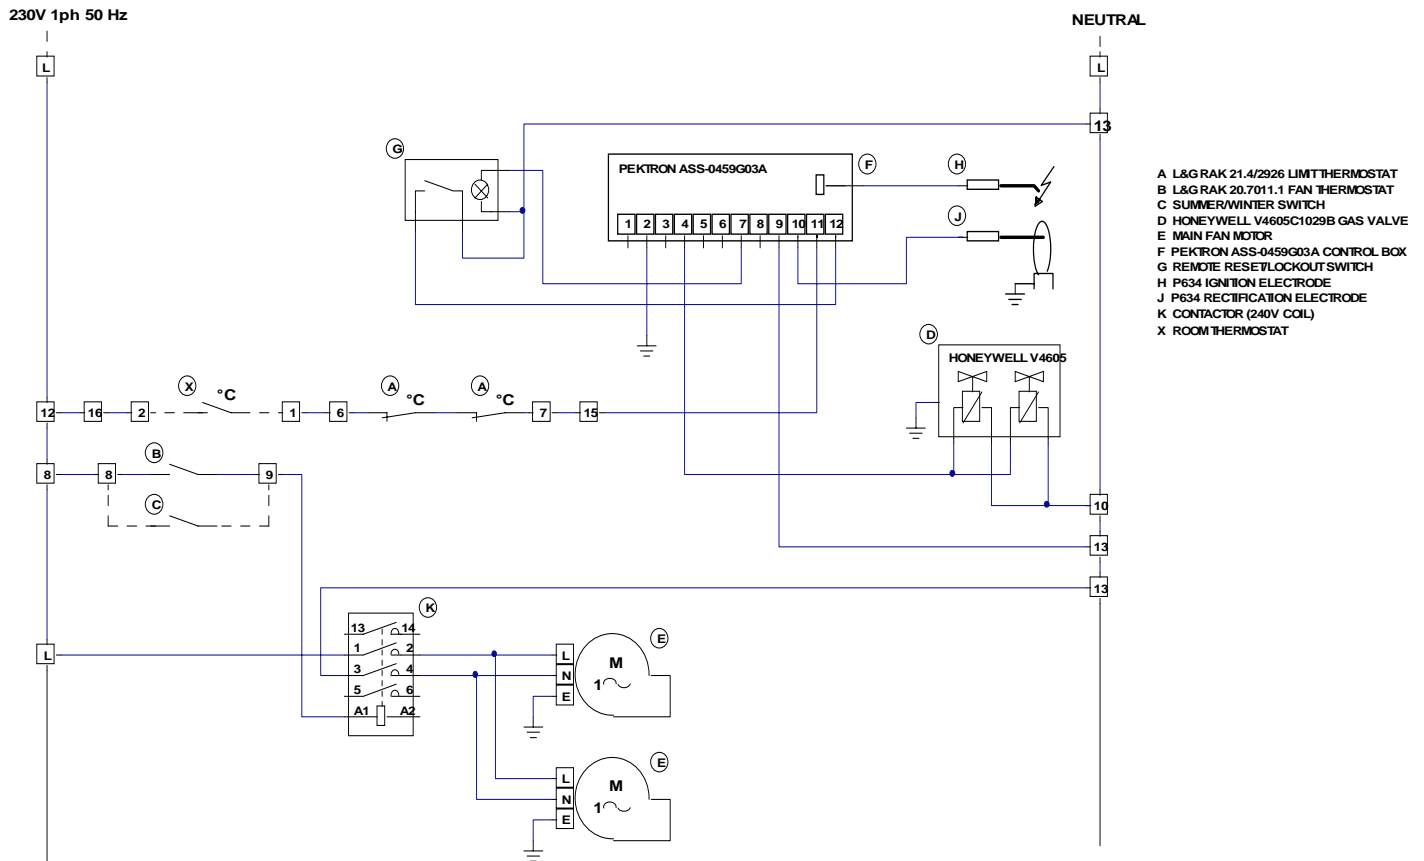 230V 1ph 50 Hz
NEUTRAL
L
L
13
G
PEKTRON ASS-0459G03A
F
H
J
1 2 3 4 5 6 7 8 9 10 11 12
A L&G RAK 21.4/2926 LIMIT THERMOSTAT
B L&G RAK 20.7011.1 FAN THERMOSTAT
C SUMMER/WINTER SWITCH
D HONEYWELL V4605C1029B GAS VALVE
E MAIN FAN MOTOR
F PEKTRON ASS-0459G03A CONTROL BOX
G REMOTE RESET/LOCKOUT SWITCH
H P634 IGNITION ELECTRODE
J P634 RECTIFICATION ELECTRODE
K CONTACTOR (240V COIL)
X ROOM THERMOSTAT
D
HONEYWELL V4605
X °C A °C A °C
12 16 2 1 6 7 15
B
8 8 9
C
10
13
13
K
13 14
1 2
3 4
5 6
A1 A2
L
L
N
E
M
1
E
L
N
E
M
1
E